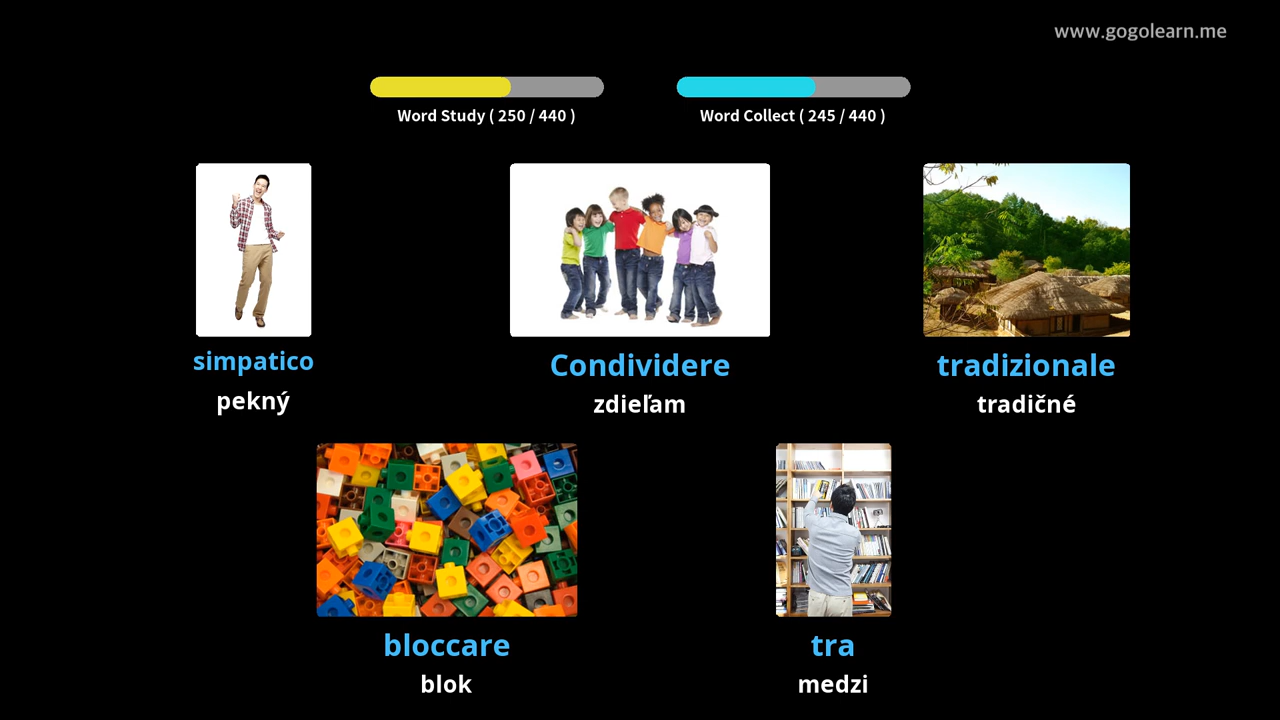 www.gogolearn.me
Word Study ( 250 / 440 )
Word Collect ( 245 / 440 )
simpatico
pekný
Condividere
zdieľam
tradizionale
tradičné
bloccare
blok
tra
medzi